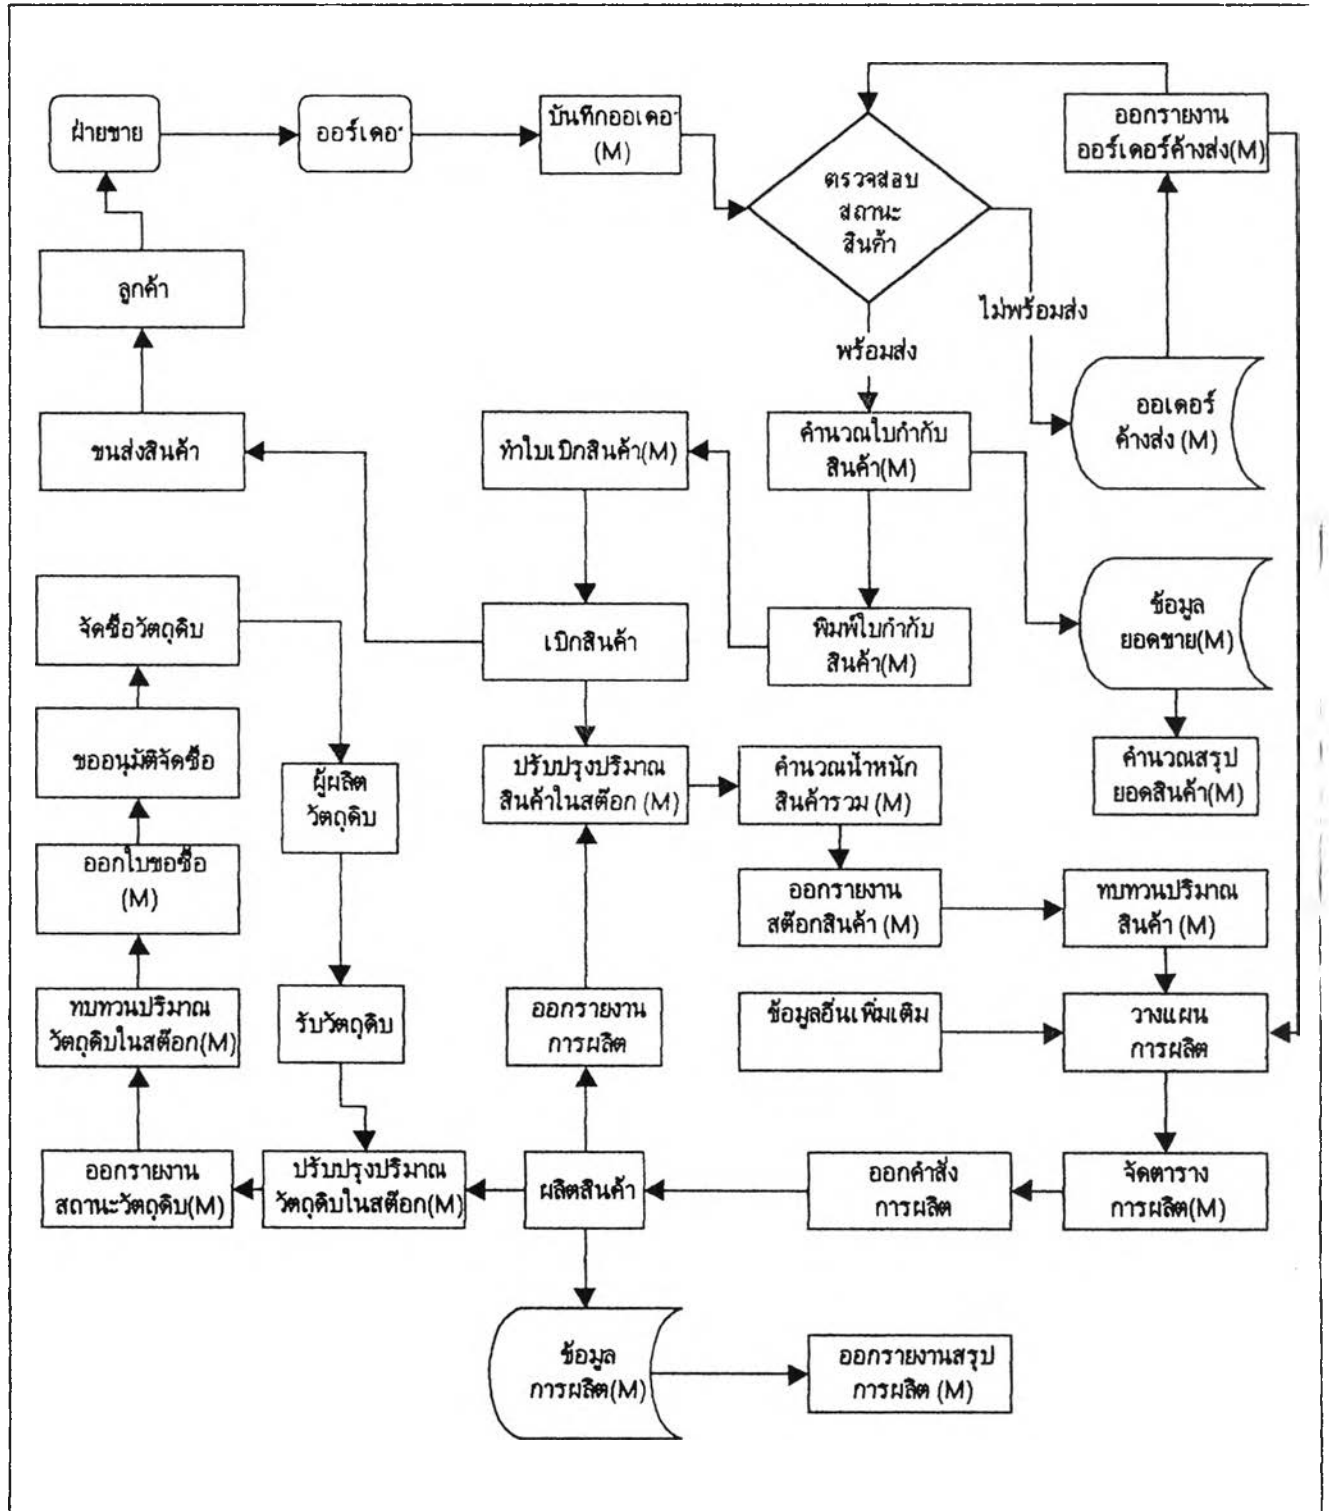 ฝ่ายขาย
ออร์เดอ
บันทึกออเดอ
(M)
ออกรายงาน
ออร์เดอร์ค้างส่ง(M)
ตรวจสอบ
สถานะ
สินค้า
ลูกค้า
ไม่พร้อมส่ง
พร้อมส่ง
ขนส่งสินค้า
ทำใบเบิกสินค้า(M)
คำนวณใบกำกับ
สินค้า(M)
ออเดอร์
ค้างส่ง (M)
จัดซื้อวัตถุดิบ
เบิกสินค้า
พิมพ์ใบกำกับ
สินค้า(M)
ข้อมูล
ยอดขาย(M)
ขออนุมัติจัดซื้อ
ผู้ผลิต
วัตถุดิบ
ปรับปรุงปริมาณ
สินค้าในสต๊อก (M)
คำนวณน้ำหนัก
สินค้ารวม (M)
คำนวณสรุป
ยอดสินค้า(M)
ออกใบขอซื้อ
(M)
ออกรายงาน
สต๊อกสินค้า (M)
ทบทวนปริมาณ
สินค้า (M)
ทบทวนปริมาณ
วัตถุดิบในสต๊อก(M)
รับวัตถุดิบ
ออกรายงาน
การผลิต
ข้อมูลอื่นเพิ่มเติม
วางแผน
การผลิต
ออกรายงาน
สถานะวัตถุดิบ(M)
ปรับปรุงปริมาณ
วัตถุดิบในสต๊อก(M)
ผลิตสินค้า
ออกคำสั่ง
การผลิต
จัดตาราง
การผลิต(M)
ข้อมูล
การผลิต(M)
ออกรายงานสรุป
การผลิต (M)